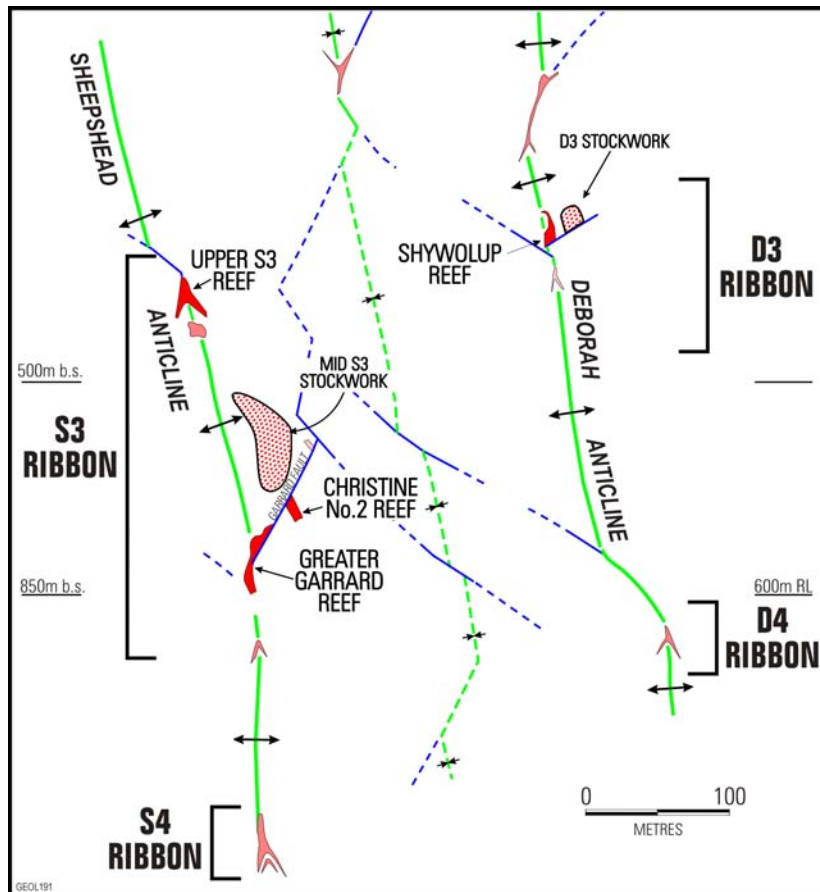 SHEEPSHEAD
ANTICLINE
D3 STOCKWORK
SHYWOLUP
REEF
D3
RIBBON
UPPER S3
REEF
DEBORAH
ANTICLINE
500m b.s.
MID S3
STOCKWORK
S3
RIBBON
GARRARD FAULT
CHRISTINE
No.2 REEF
GREATER
GARRARD
REEF
850m b.s.
600m RL
D4
RIBBON
S4
RIBBON
0
100
METRES
GEOL191